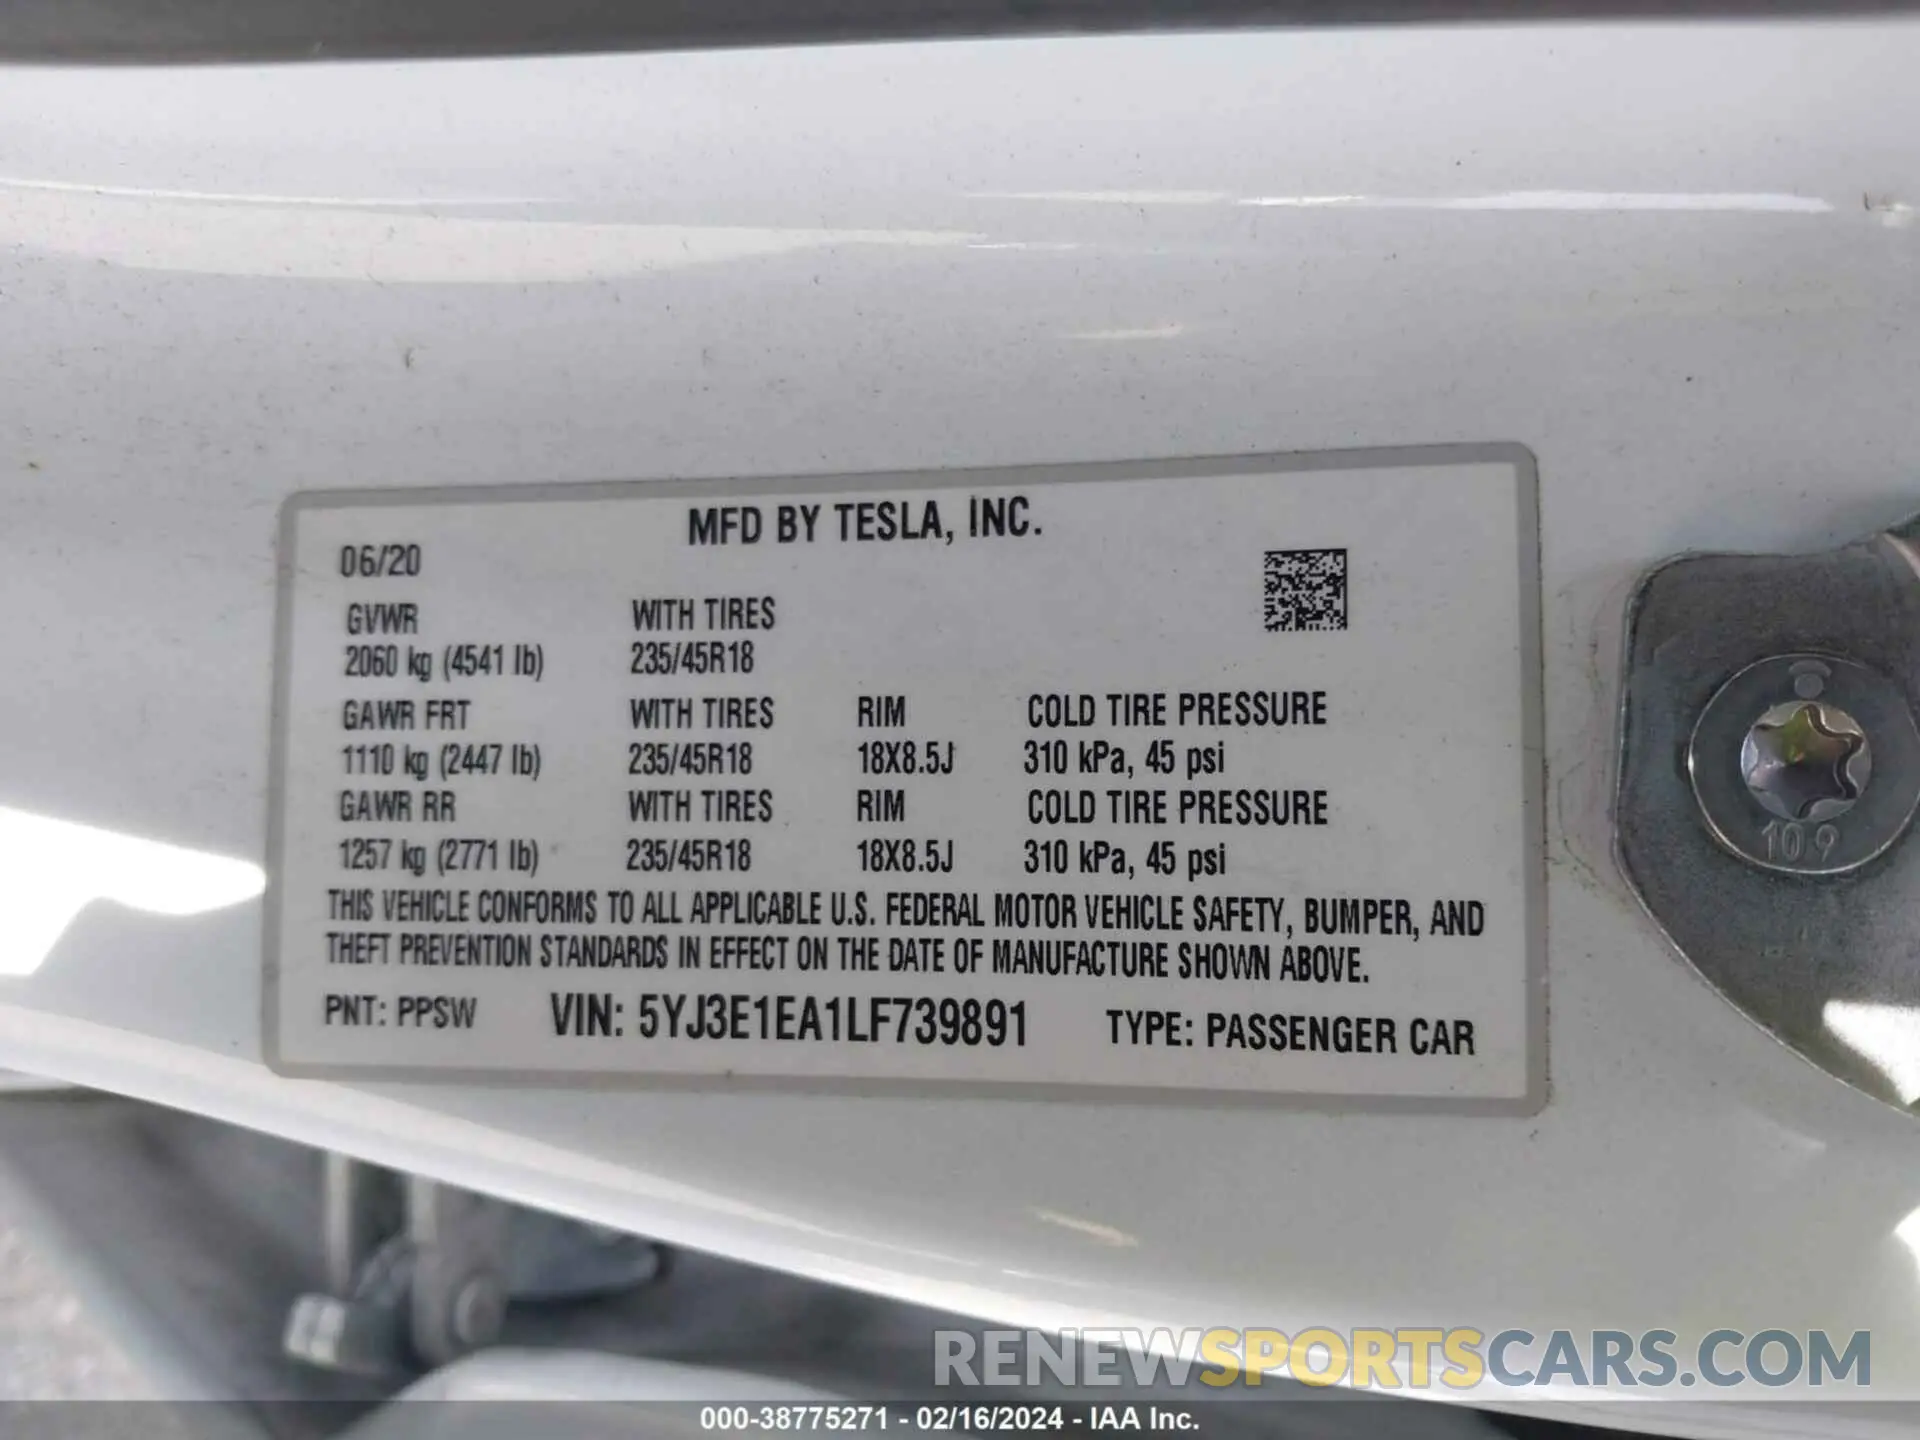 MFD BY TESLA, INC.
06/20
GVWR WITH TIRES
2060 kg (4541 lb) 235/45R18
GAWR FRT WITH TIRES RIM COLD TIRE PRESSURE
1110 kg (2447 lb) 235/45R18 18X8.5J 310 kPa, 45 psi
GAWR RR WITH TIRES RIM COLD TIRE PRESSURE
1257 kg (2771 lb) 235/45R18 18X8.5J 310 kPa, 45 psi
THIS VEHICLE CONFORMS TO ALL APPLICABLE U.S. FEDERAL MOTOR VEHICLE SAFETY, BUMPER, AND
THEFT PREVENTION STANDARDS IN EFFECT ON THE DATE OF MANUFACTURE SHOWN ABOVE.
PNT: PPSW VIN: 5YJ3E1EA1LF739891 TYPE: PASSENGER CAR
10.9
RENEWSPORTSCARS.COM
000-38775271 - 02/16/2024 - IAA Inc.